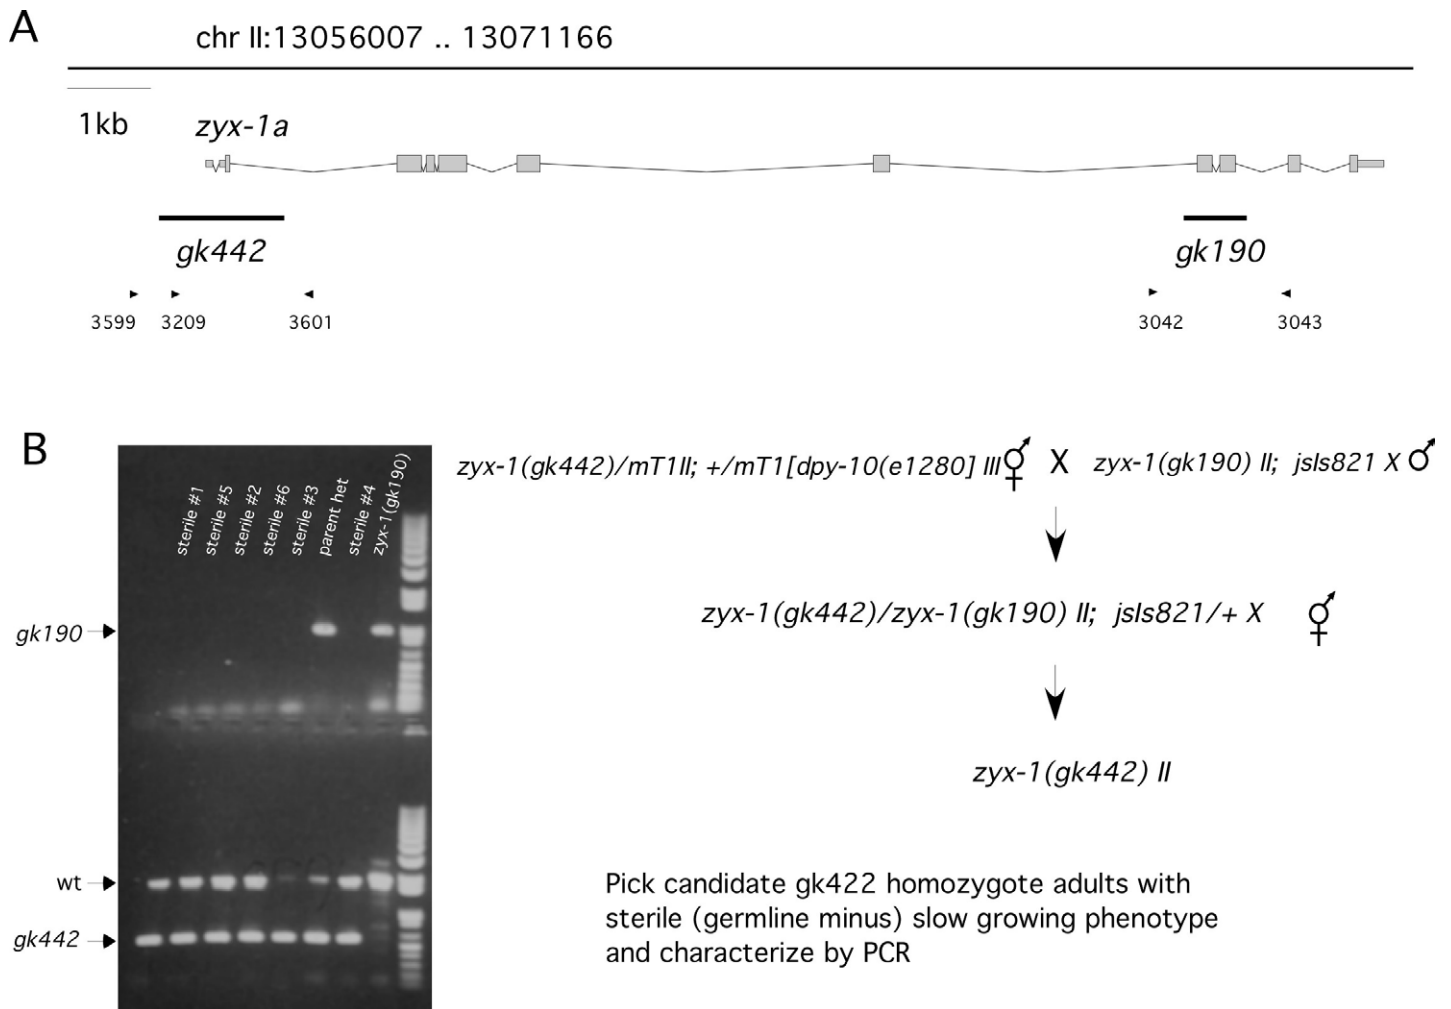 A
chr II:13056007 .. 13071166
1kb
zyx-1a
gk442
gk190
3599
3209
3601
3042
3043
B
sterile #1
sterile #5
sterile #2
sterile #6
sterile #3
parent het
sterile #4
zyx-1(gk190)
gk190
wt
gk442
zyx-1(gk442)/mT1II; +/mT1[dpy-10(e1280] III ⚥ X zyx-1(gk190) II; jsIs821 X ♂
zyx-1(gk442)/zyx-1(gk190) II; jsIs821/+ X ⚥
zyx-1(gk442) II
Pick candidate gk422 homozygote adults with
sterile (germline minus) slow growing phenotype
and characterize by PCR